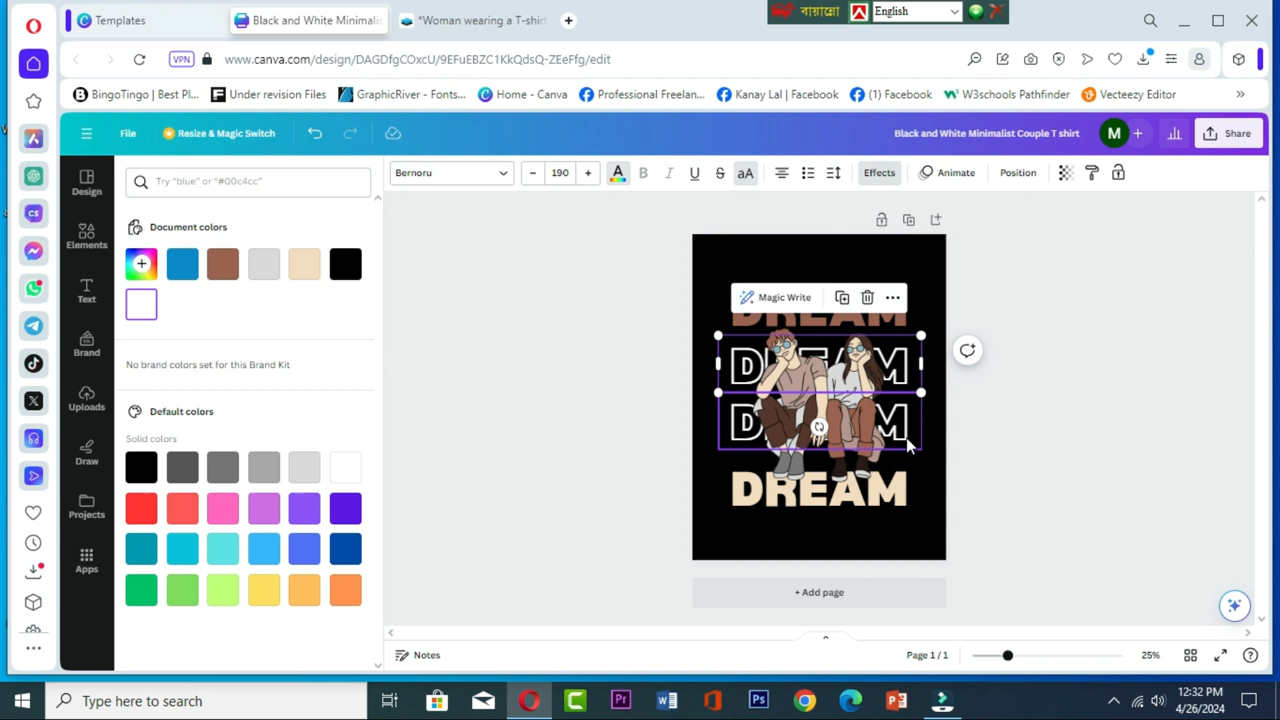 Templates
Black and White Minimalis
"Woman wearing a T-shirt
বায়ান্নো
English
VPN
www.canva.com/design/DAGDfgCOxcU/9EFuEBZC1KkQdsQ-ZEeFfg/edit
BingoTingo | Best Pl...
Under revision Files
GraphicRiver - Fonts...
Home - Canva
Professional Freelan...
Kanay Lal | Facebook
(1) Facebook
W3schools Pathfinder
Vecteezy Editor
File
Resize & Magic Switch
Black and White Minimalist Couple T shirt
M
Share
Design
Elements
Text
Brand
Uploads
Draw
Projects
Apps
Try "blue" or "#00c4cc"
Bernoru
190
A
B
I
U
S
aA
Effects
Animate
Position
Document colors
No brand colors set for this Brand Kit
Default colors
Solid colors
Magic Write
DREAM
DREAM
DREAM
DREAM
+ Add page
Notes
Page 1 / 1
25%
Type here to search
12:32 PM
4/26/2024